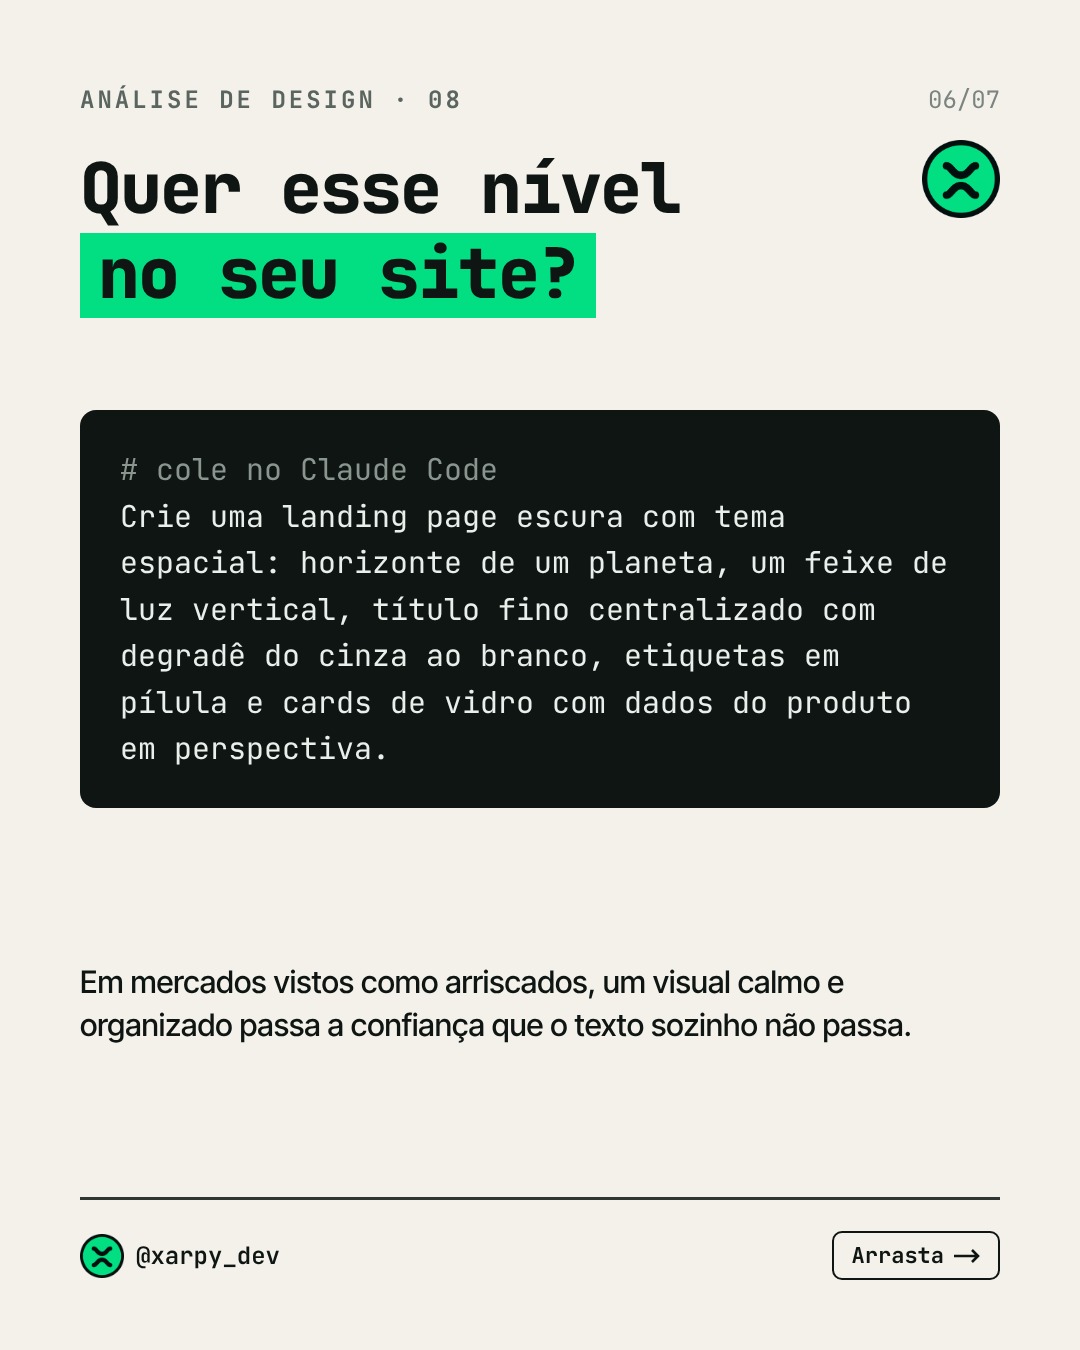 ANÁLISE DE DESIGN · 08
06/07
Quer esse nível
no seu site?
# cole no Claude Code
Crie uma landing page escura com tema
espacial: horizonte de um planeta, um feixe de
luz vertical, título fino centralizado com
degradê do cinza ao branco, etiquetas em
pílula e cards de vidro com dados do produto
em perspectiva.
Em mercados vistos como arriscados, um visual calmo e
organizado passa a confiança que o texto sozinho não passa.
@xarpy_dev
Arrasta →